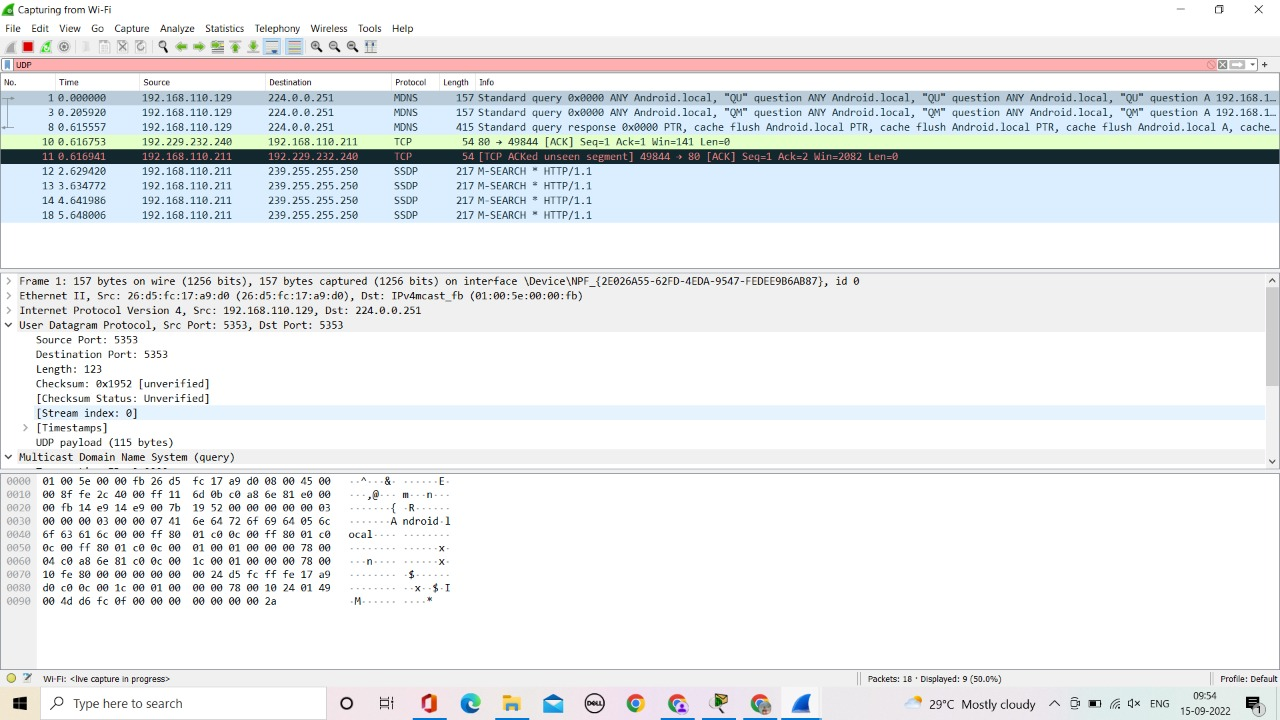 Capturing from Wi-Fi
File Edit View Go Capture Analyze Statistics Telephony Wireless Tools Help
UDP
No. Time Source Destination Protocol Length Info
1 0.000000 192.168.110.129 224.0.0.251 MDNS 157 Standard query 0x0000 ANY Android.local, "QU" question ANY Android.local, "QU" question ANY Android.local, "QU" question A 192.168.1…
3 0.205920 192.168.110.129 224.0.0.251 MDNS 157 Standard query 0x0000 ANY Android.local, "QM" question ANY Android.local, "QM" question ANY Android.local, "QM" question A 192.168.1…
8 0.615557 192.168.110.129 224.0.0.251 MDNS 415 Standard query response 0x0000 PTR, cache flush Android.local PTR, cache flush Android.local PTR, cache flush Android.local A, cache…
10 0.616753 192.229.232.240 192.168.110.211 TCP 54 80 → 49844 [ACK] Seq=1 Ack=1 Win=141 Len=0
11 0.616941 192.168.110.211 192.229.232.240 TCP 54 [TCP ACKed unseen segment] 49844 → 80 [ACK] Seq=1 Ack=2 Win=2082 Len=0
12 2.629420 192.168.110.211 239.255.255.250 SSDP 217 M-SEARCH * HTTP/1.1
13 3.634772 192.168.110.211 239.255.255.250 SSDP 217 M-SEARCH * HTTP/1.1
14 4.641986 192.168.110.211 239.255.255.250 SSDP 217 M-SEARCH * HTTP/1.1
18 5.648006 192.168.110.211 239.255.255.250 SSDP 217 M-SEARCH * HTTP/1.1
Frame 1: 157 bytes on wire (1256 bits), 157 bytes captured (1256 bits) on interface \Device\NPF_{2E026A55-62FD-4EDA-9547-FEDEE9B6AB87}, id 0
Ethernet II, Src: 26:d5:fc:17:a9:d0 (26:d5:fc:17:a9:d0), Dst: IPv4mcast_fb (01:00:5e:00:00:fb)
Internet Protocol Version 4, Src: 192.168.110.129, Dst: 224.0.0.251
User Datagram Protocol, Src Port: 5353, Dst Port: 5353
Source Port: 5353
Destination Port: 5353
Length: 123
Checksum: 0x1952 [unverified]
[Checksum Status: Unverified]
[Stream index: 0]
[Timestamps]
UDP payload (115 bytes)
Multicast Domain Name System (query)
0000 01 00 5e 00 00 fb 26 d5 fc 17 a9 d0 08 00 45 00 ··^···&· ······E·
0010 00 8f fe 2c 40 00 ff 11 6d 0b c0 a8 6e 81 e0 00 ···,@··· m···n···
0020 00 fb 14 e9 14 e9 00 7b 19 52 00 00 00 00 00 03 ·······{ ·R······
0030 00 00 00 03 00 00 07 41 6e 64 72 6f 69 64 05 6c ·······A ndroid·l
0040 6f 63 61 6c 00 00 ff 80 01 c0 0c 00 ff 80 01 c0 ocal···· ········
0050 0c 00 ff 80 01 c0 0c 00 01 00 01 00 00 00 78 00 ········ ······x·
0060 04 c0 a8 6e 81 c0 0c 00 1c 00 01 00 00 00 78 00 ···n···· ······x·
0070 10 fe 80 00 00 00 00 00 00 24 d5 fc ff fe 17 a9 ········ ·$······
0080 d0 c0 0c 00 1c 00 01 00 00 00 78 00 10 24 01 49 ········ ··x··$·I
0090 00 4d d6 fc 0f 00 00 00 00 00 00 00 2a ·M······ ····*
Wi-Fi: <live capture in progress> Packets: 18 · Displayed: 9 (50.0%) Profile: Default
Type here to search
DELL
29°C Mostly cloudy
ENG
09:54
15-09-2022
1